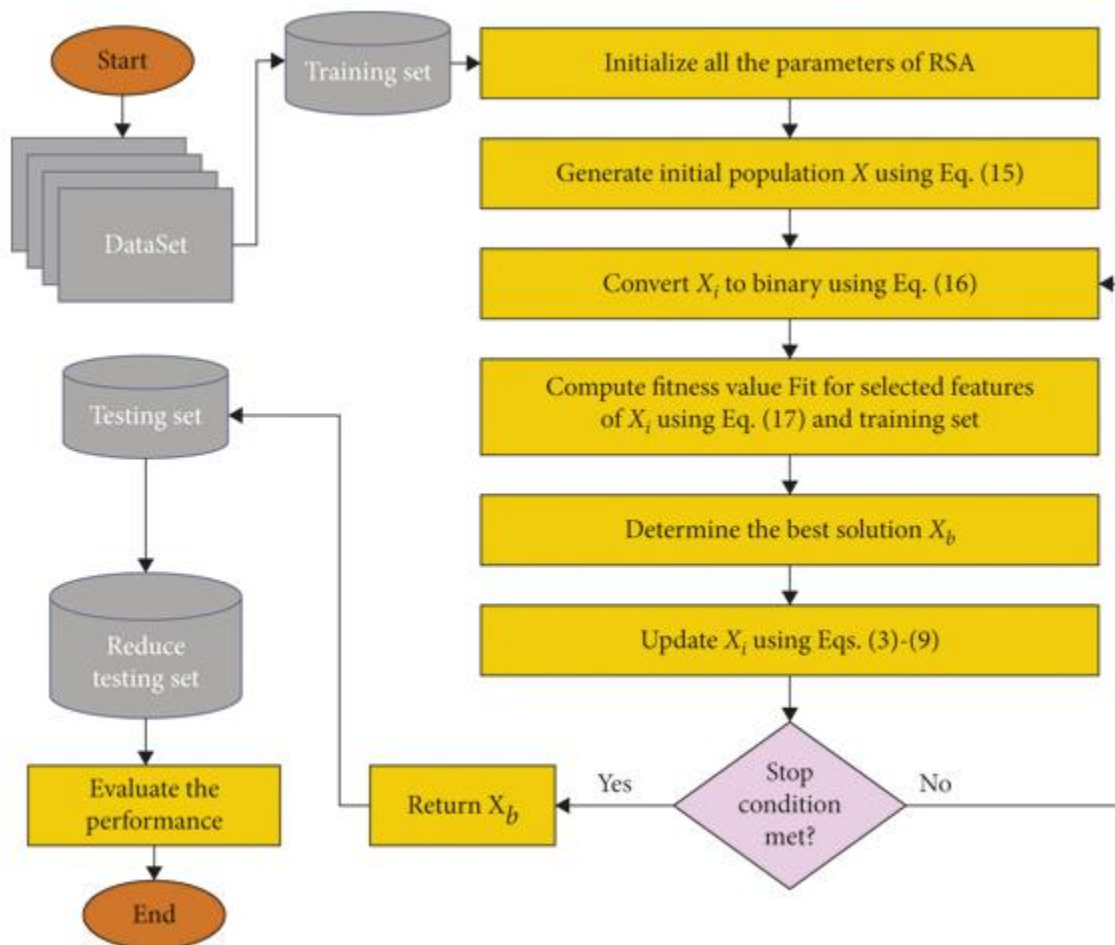 Start
DataSet
Training set
Initialize all the parameters of RSA
Generate initial population X using Eq. (15)
Convert X_i to binary using Eq. (16)
Compute fitness value Fit for selected features
of X_i using Eq. (17) and training set
Determine the best solution X_b
Update X_i using Eqs. (3)-(9)
Stop
condition
met?
No
Yes
Return X_b
Testing set
Reduce
testing set
Evaluate the
performance
End